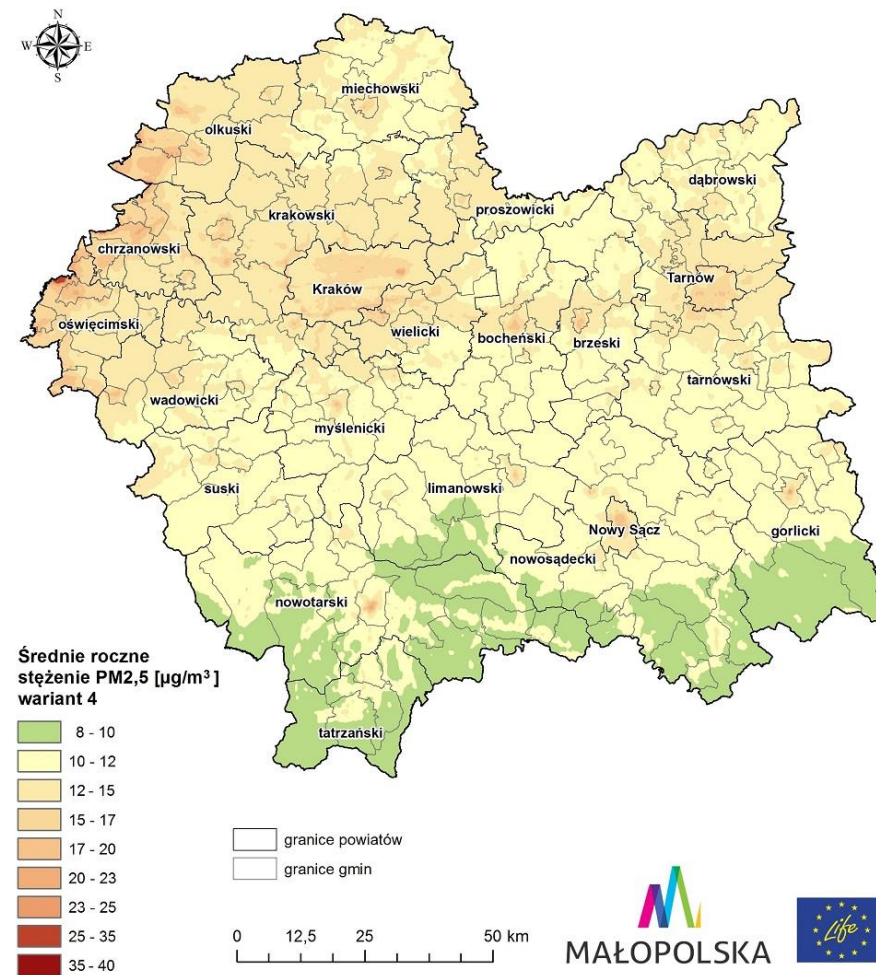 N
W E
S
miechowski
olkuski
dąbrowski
krakowski
proszowicki
chrzanowski
Tarnów
Kraków
oświęcimski
wielicki
bocheński
brzeski
tarnowski
wadowicki
myślenicki
suski
limanowski
Nowy Sącz
gorlicki
nowosądecki
nowotarski
tatrzański
Średnie roczne
stężenie PM2,5 [µg/m³]
wariant 4
8 - 10
10 - 12
12 - 15
15 - 17
17 - 20
20 - 23
23 - 25
25 - 35
35 - 40
granice powiatów
granice gmin
0 12,5 25 50 km
MAŁOPOLSKA
Life